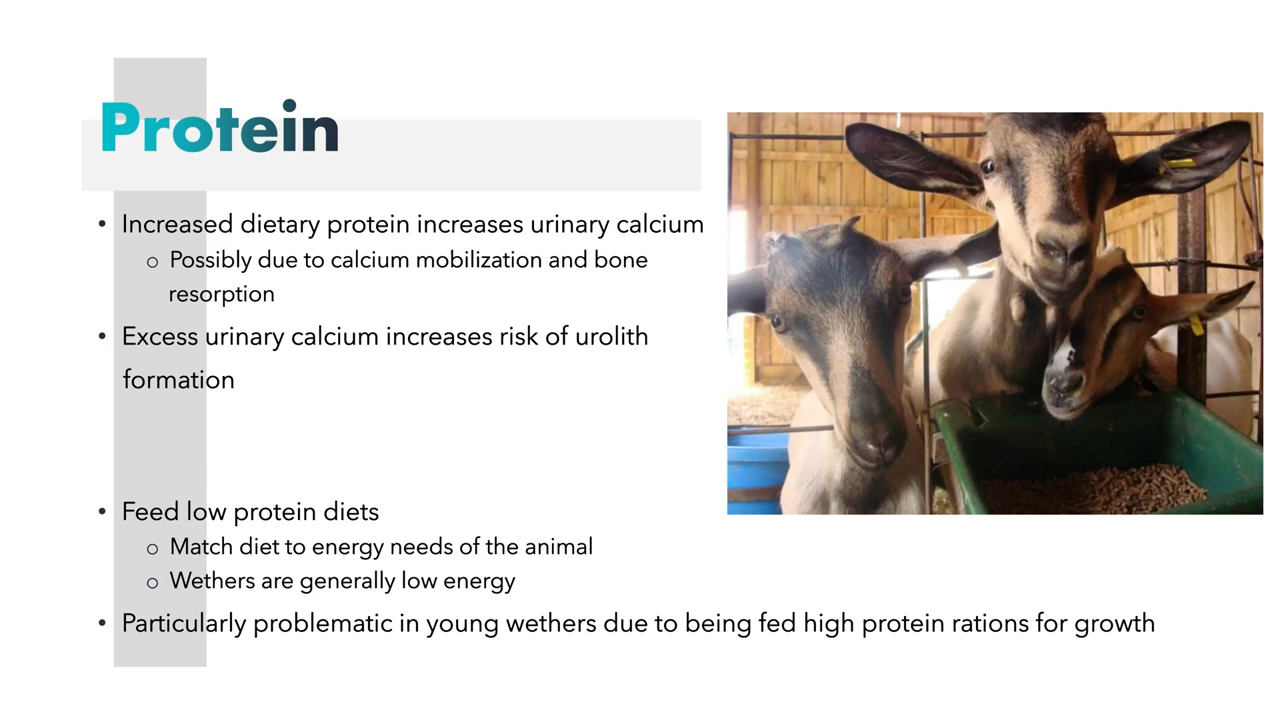 Protein
• Increased dietary protein increases urinary calcium
o Possibly due to calcium mobilization and bone
resorption
• Excess urinary calcium increases risk of urolith
formation
• Feed low protein diets
o Match diet to energy needs of the animal
o Wethers are generally low energy
• Particularly problematic in young wethers due to being fed high protein rations for growth